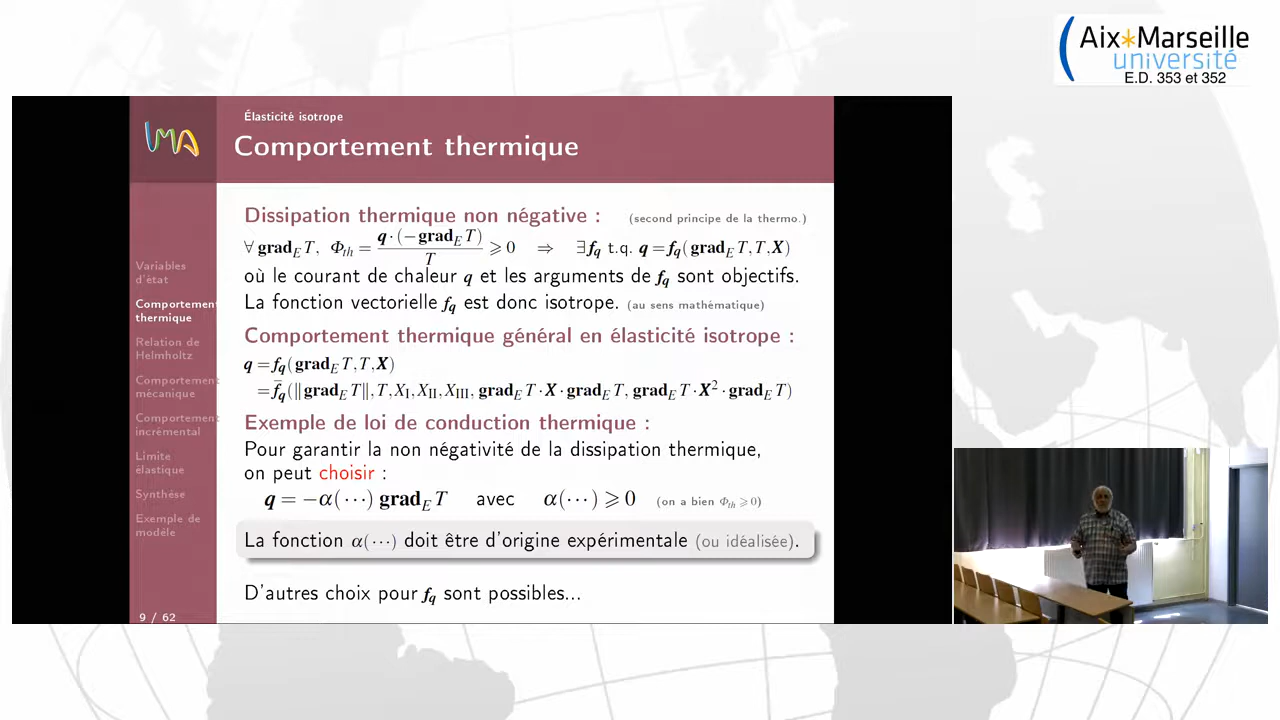 Aix*Marseille
université
E.D. 353 et 352
LMA
Élasticité isotrope
Comportement thermique
Variables
d'état
Comportement
thermique
Relation de
Helmholtz
Comportement
mécanique
Comportement
incrémental
Limite
élastique
Synthése
Exemple de
modèle
9 / 62
Dissipation thermique non négative : (second principe de la thermo.)
∀ grad_E T, Φ_th = q · (−grad_E T) / T ⩾ 0 ⇒ ∃ f_q t.q. q = f_q(grad_E T, T, X)
où le courant de chaleur q et les arguments de f_q sont objectifs.
La fonction vectorielle f_q est donc isotrope. (au sens mathématique)
Comportement thermique général en élasticité isotrope :
q = f_q(grad_E T, T, X)
= f̄_q(‖grad_E T‖, T, X_I, X_II, X_III, grad_E T · X · grad_E T, grad_E T · X² · grad_E T)
Exemple de loi de conduction thermique :
Pour garantir la non négativité de la dissipation thermique,
on peut choisir :
q = −α(···) grad_E T avec α(···) ⩾ 0 (on a bien Φ_th ⩾ 0)
La fonction α(···) doit être d'origine expérimentale (ou idéalisée).
D'autres choix pour f_q sont possibles...